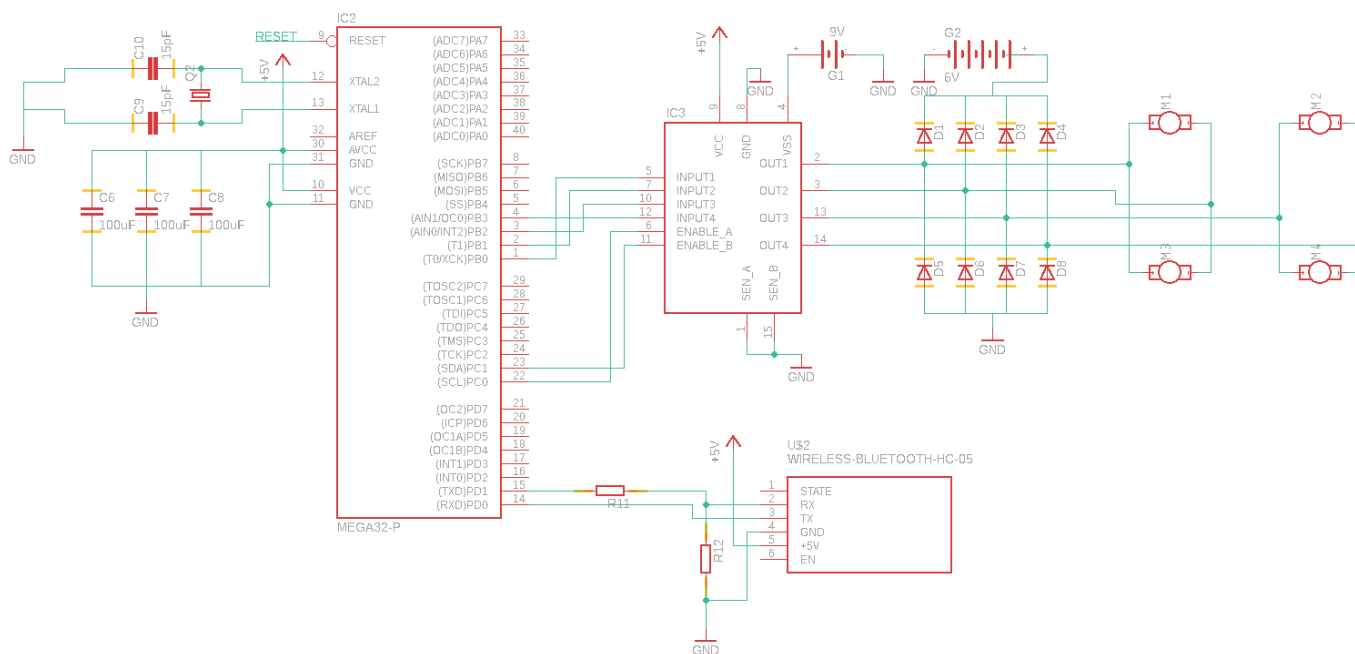 IC2
RESET
9
RESET
(ADC7)PA7
33
(ADC6)PA6
34
(ADC5)PA5
35
(ADC4)PA4
36
(ADC3)PA3
37
(ADC2)PA2
38
(ADC1)PA1
39
(ADC0)PA0
40
12
XTAL2
13
XTAL1
32
AREF
30
AVCC
31
GND
10
VCC
11
GND
(SCK)PB7
8
(MISO)PB6
7
(MOSI)PB5
6
(SS)PB4
5
(AIN1/OC0)PB3
4
(AIN0/INT2)PB2
3
(T1)PB1
2
(T0/XCK)PB0
1
(TOSC2)PC7
29
(TOSC1)PC6
28
(TDI)PC5
27
(TDO)PC4
26
(TMS)PC3
25
(TCK)PC2
24
(SDA)PC1
23
(SCL)PC0
22
(OC2)PD7
21
(ICP)PD6
20
(OC1A)PD5
19
(OC1B)PD4
18
(INT1)PD3
17
(INT0)PD2
16
(TXD)PD1
15
(RXD)PD0
14
MEGA32-P
C10
15pF
Q2
C9
15pF
+5V
GND
C6
100uF
C7
100uF
C8
100uF
GND
+5V
GND
9V
+
G1
GND
G2
-
+
6V
GND
IC3
9
VCC
8
GND
4
VSS
5
INPUT1
7
INPUT2
10
INPUT3
12
INPUT4
6
ENABLE_A
11
ENABLE_B
OUT1
2
OUT2
3
OUT3
13
OUT4
14
SEN_A
1
SEN_B
15
GND
D1
D2
D3
D4
D5
D6
D7
D8
GND
M1
M2
M3
M4
R11
R12
GND
+5V
U$2
WIRELESS-BLUETOOTH-HC-05
1
STATE
2
RX
3
TX
4
GND
5
+5V
6
EN